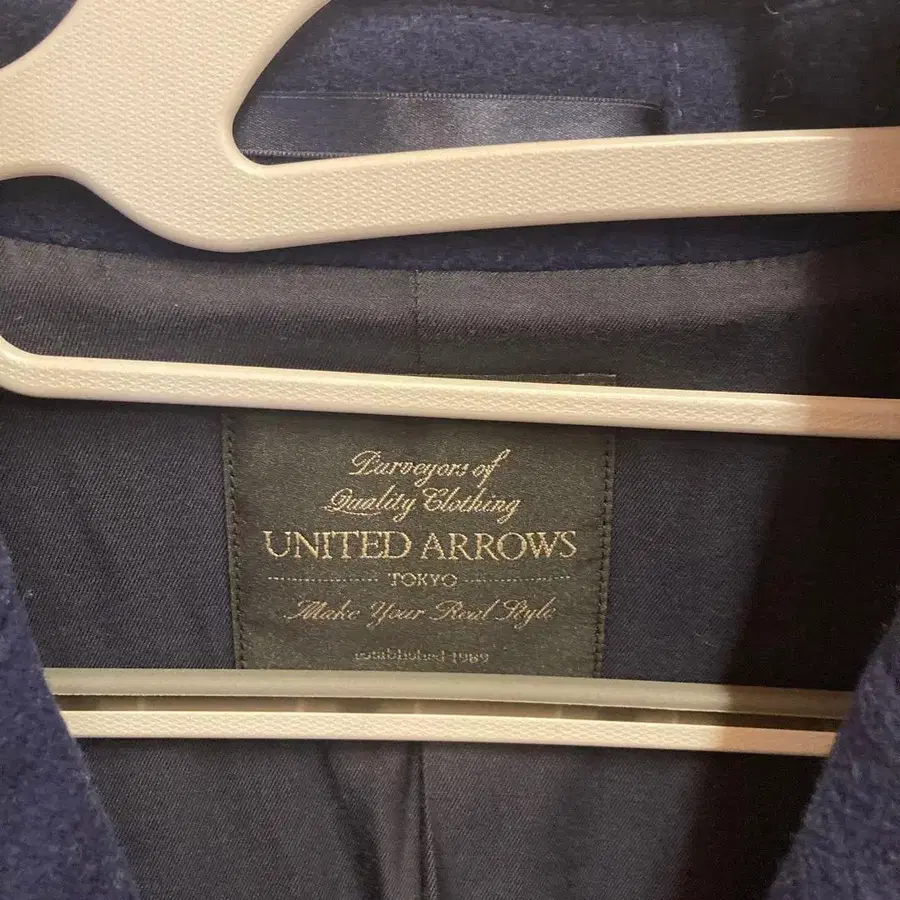 Purveyors of
Quality Clothing
UNITED ARROWS
TOKYO
Make Your Real Style
established 1989